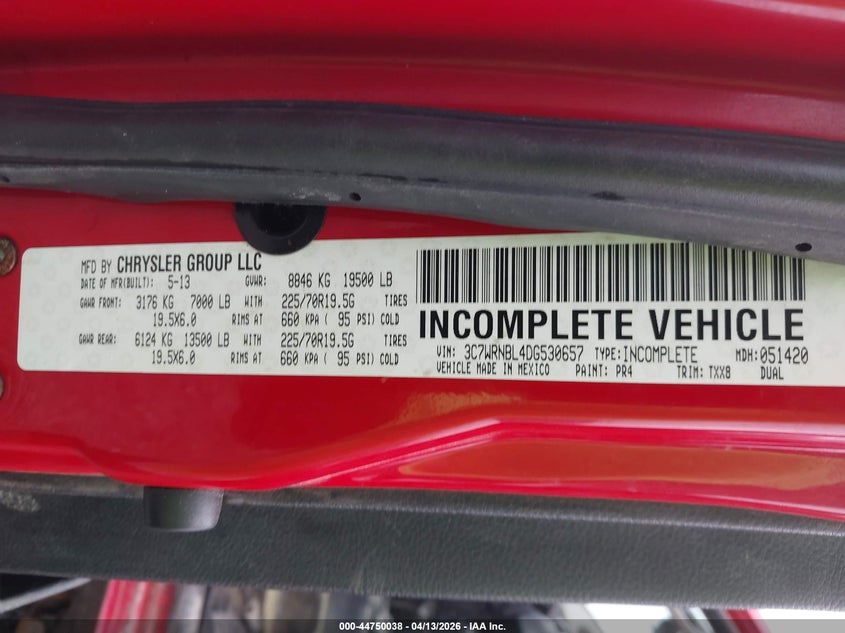 MFD BY CHRYSLER GROUP LLC
DATE OF MFR(BUILT): 5-13 GVWR: 8846 KG 19500 LB
GAWR FRONT: 3176 KG 7000 LB WITH 225/70R19.5G TIRES
19.5X6.0 RIMS AT 660 KPA ( 95 PSI) COLD
GAWR REAR: 6124 KG 13500 LB WITH 225/70R19.5G TIRES
19.5X6.0 RIMS AT 660 KPA ( 95 PSI) COLD
INCOMPLETE VEHICLE
VIN: 3C7WRNBL4DG530657 TYPE: INCOMPLETE MDH: 051420
VEHICLE MADE IN MEXICO PAINT: PR4 TRIM: TXX8 DUAL
000-44750038 - 04/13/2026 - IAA Inc.